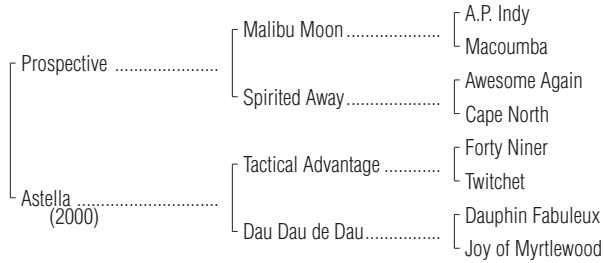 A.P. Indy
Malibu Moon ....................
Macoumba
Prospective ......................
Awesome Again
Spirited Away....................
Cape North
Forty Niner
Tactical Advantage ............
Twitchet
Astella ..............................
(2000)
Dauphin Fabuleux
Dau Dau de Dau................
Joy of Myrtlewood